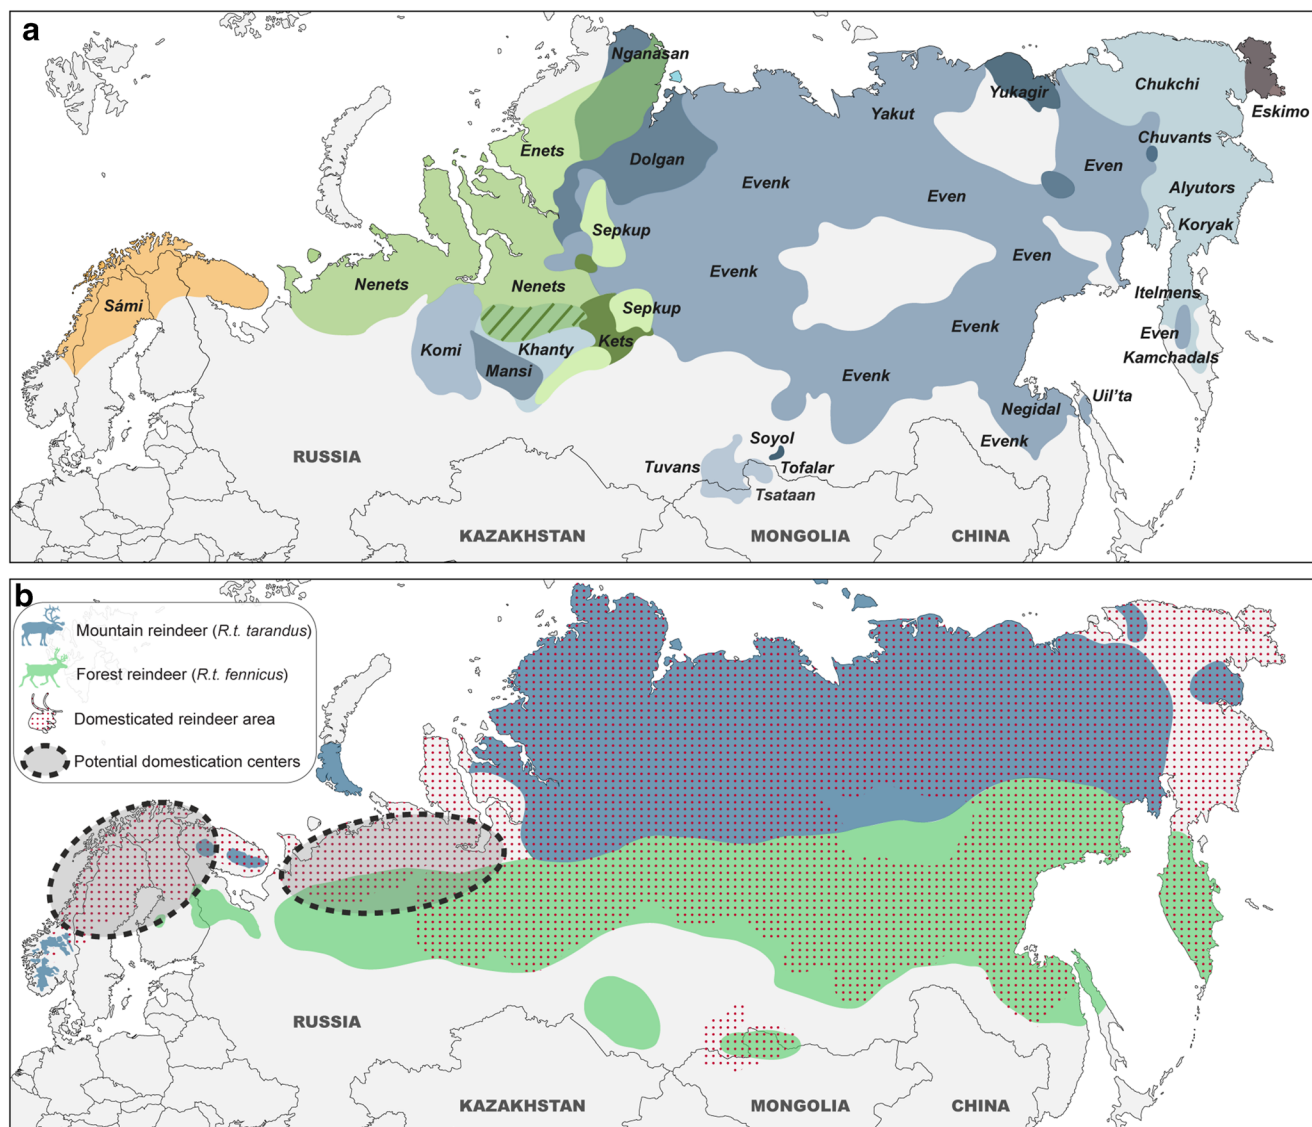 a
Nganasan
Chukchi
Yukagir
Yakut
Eskimo
Chuvants
Enets
Dolgan
Even
Evenk
Alyutors
Even
Koryak
Sepkup
Even
Evenk
Nenets
Nenets
Itelmens
Sámi
Sepkup
Evenk
Even
Kets
Komi
Khanty
Kamchadals
Mansi
Evenk
Uil'ta
Negidal
Soyol
Evenk
RUSSIA
Tuvans
Tofalar
Tsataan
KAZAKHSTAN
MONGOLIA
CHINA
b
Mountain reindeer (R.t. tarandus)
Forest reindeer (R.t. fennicus)
Domesticated reindeer area
Potential domestication centers
RUSSIA
KAZAKHSTAN
MONGOLIA
CHINA